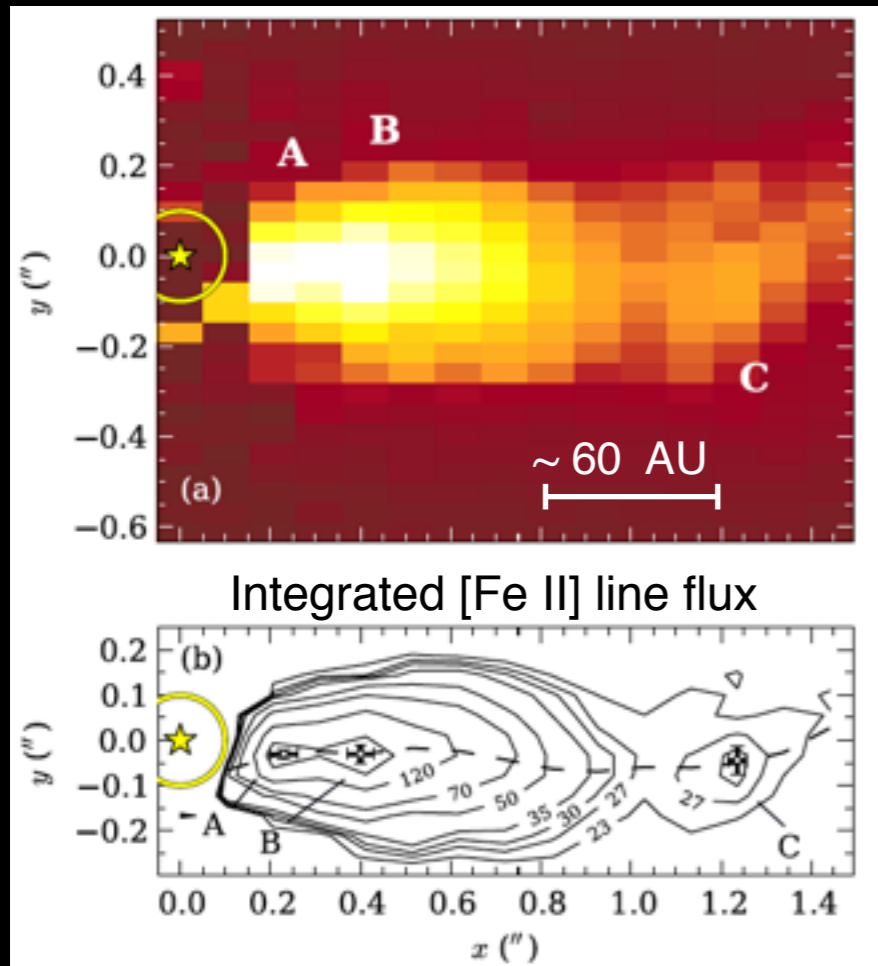 0.4
0.2
0.0
−0.2
−0.4
−0.6
y (″)
A
B
C
~ 60 AU
(a)
Integrated [Fe II] line flux
(b)
0.2
0.1
0.0
−0.1
−0.2
y (″)
A
B
C
120
70
50
35
30
27
23
27
0.0 0.2 0.4 0.6 0.8 1.0 1.2 1.4
x (″)